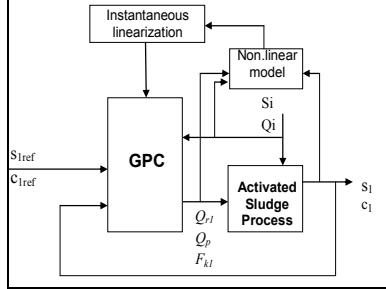 Instantaneous
linearization
Non.linear
model
Si
Qi
GPC
s1ref
c1ref
Activated
Sludge
Process
s1
c1
Qr1
Qp
Fk1